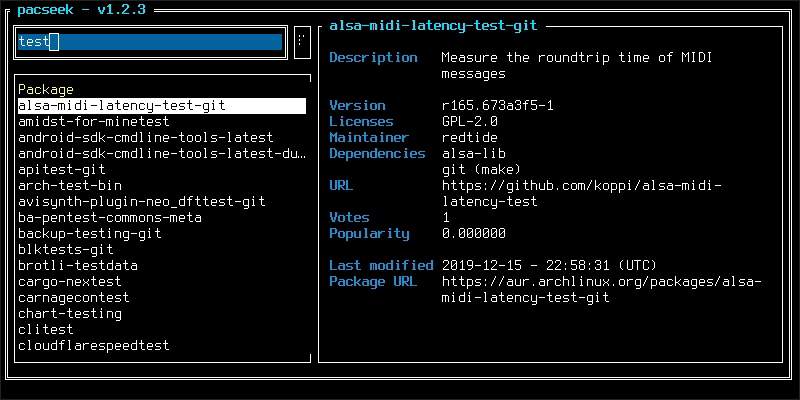 pacseek - v1.2.3
test
Package
alsa-midi-latency-test-git
amidst-for-minetest
android-sdk-cmdline-tools-latest
android-sdk-cmdline-tools-latest-du…
apitest-git
arch-test-bin
avisynth-plugin-neo_dfttest-git
ba-pentest-commons-meta
backup-testing-git
blktests-git
brotli-testdata
cargo-nextest
carnagecontest
chart-testing
clitest
cloudflarespeedtest
alsa-midi-latency-test-git
Description Measure the roundtrip time of MIDI
messages
Version r165.673a3f5-1
Licenses GPL-2.0
Maintainer redtide
Dependencies alsa-lib
git (make)
URL https://github.com/koppi/alsa-midi-
latency-test
Votes 1
Popularity 0.000000
Last modified 2019-12-15 - 22:58:31 (UTC)
Package URL https://aur.archlinux.org/packages/alsa-
midi-latency-test-git